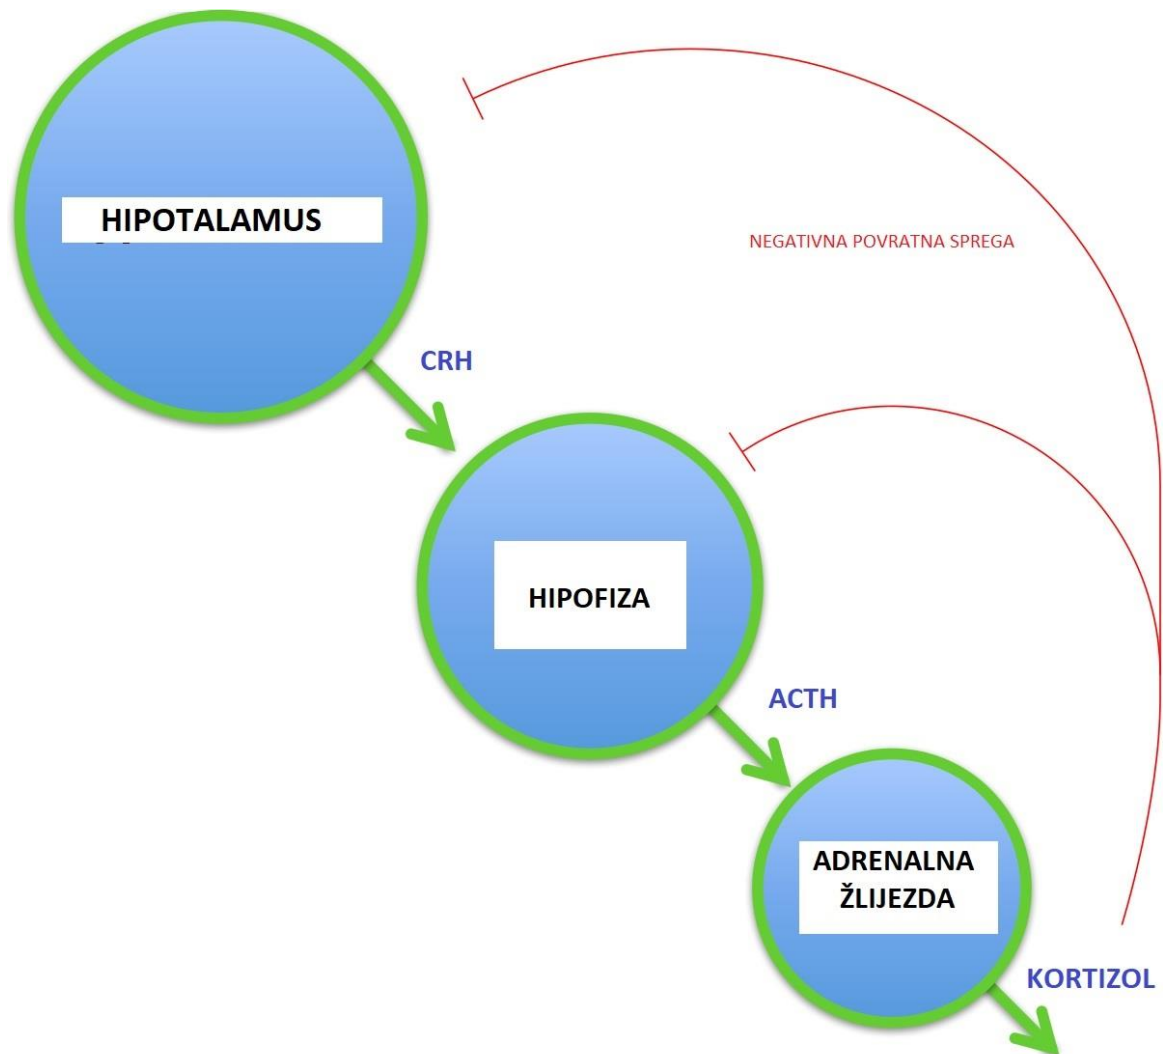 HIPOTALAMUS
NEGATIVNA POVRATNA SPREGA
CRH
HIPOFIZA
ACTH
ADRENALNA
ŽLIJEZDA
KORTIZOL